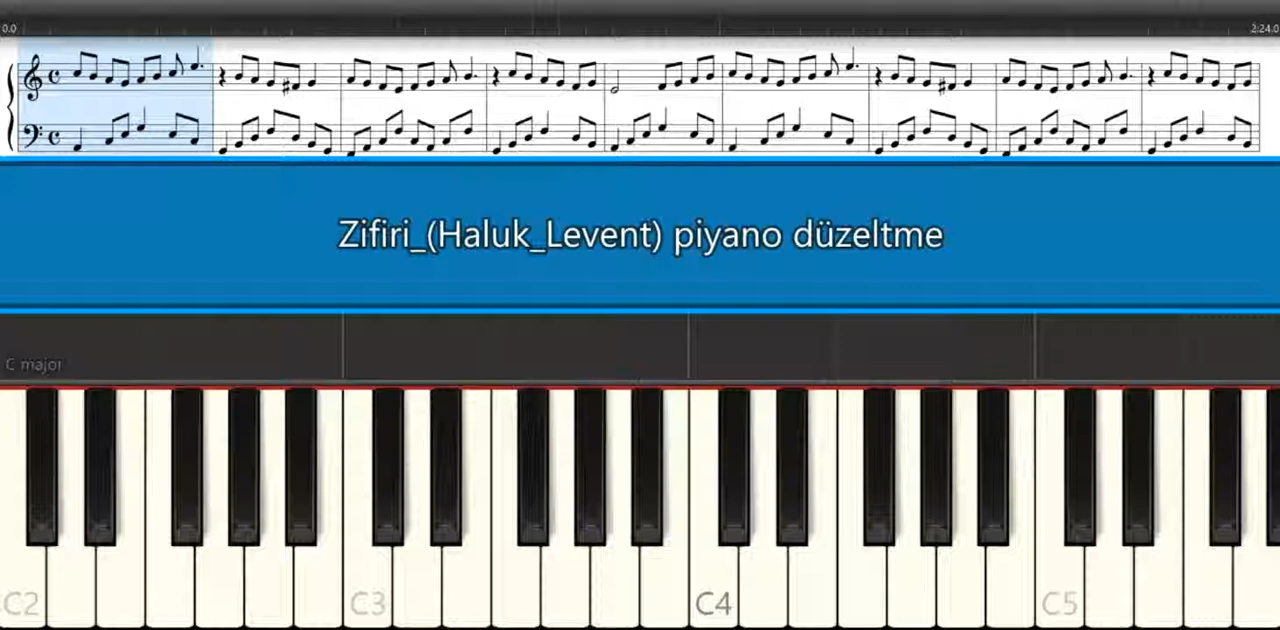 0.0
2:24.0
Zifiri_(Haluk_Levent) piyano düzeltme
C major
C2
C3
C4
C5